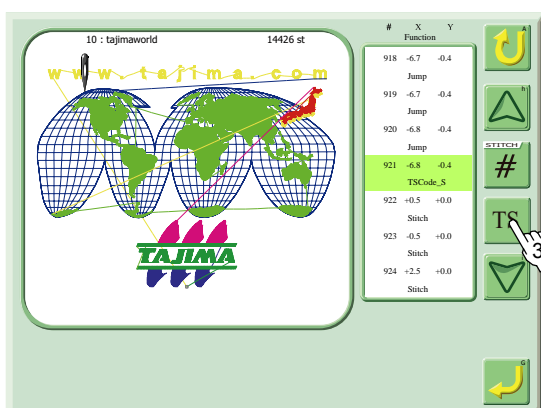 10 : tajimaworld 14426 st
www.tajima.com
TAJIMA
# X Y
Function
918 -6.7 -0.4
Jump
919 -6.7 -0.4
Jump
920 -6.8 -0.4
Jump
921 -6.8 -0.4
TSCode_S
922 +0.5 +0.0
Stitch
923 -0.5 +0.0
Stitch
924 +2.5 +0.0
Stitch
A
h
STITCH
#
TS
3
G